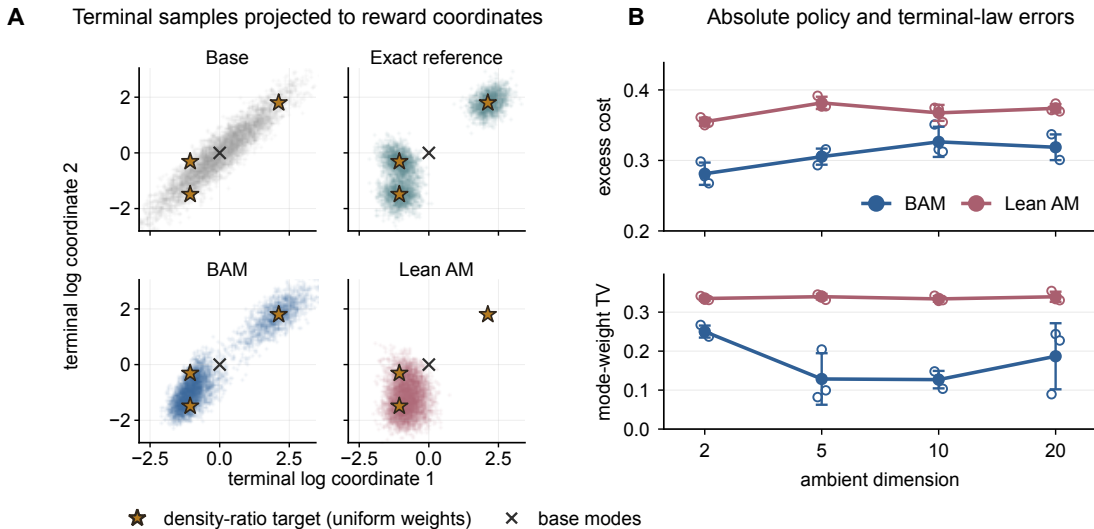 A Terminal samples projected to reward coordinates
Base
Exact reference
2
0
−2
BAM
Lean AM
2
0
−2
−2.5 0.0 2.5
−2.5 0.0 2.5
terminal log coordinate 1
terminal log coordinate 2
density-ratio target (uniform weights)
base modes
B Absolute policy and terminal-law errors
0.4
0.3
0.2
excess cost
BAM
Lean AM
0.3
0.2
0.1
0.0
mode-weight TV
2 5 10 20
ambient dimension